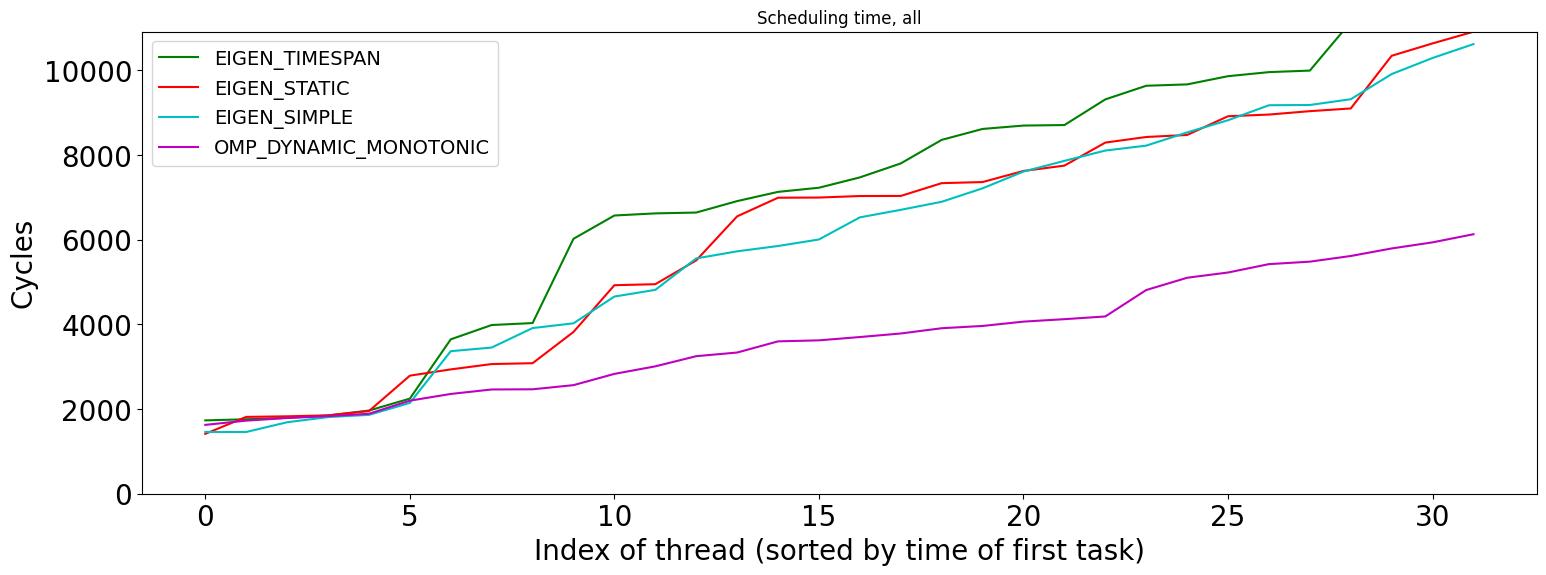 Scheduling time, all
EIGEN_TIMESPAN
EIGEN_STATIC
EIGEN_SIMPLE
OMP_DYNAMIC_MONOTONIC
Cycles
10000
8000
6000
4000
2000
0
0 5 10 15 20 25 30
Index of thread (sorted by time of first task)